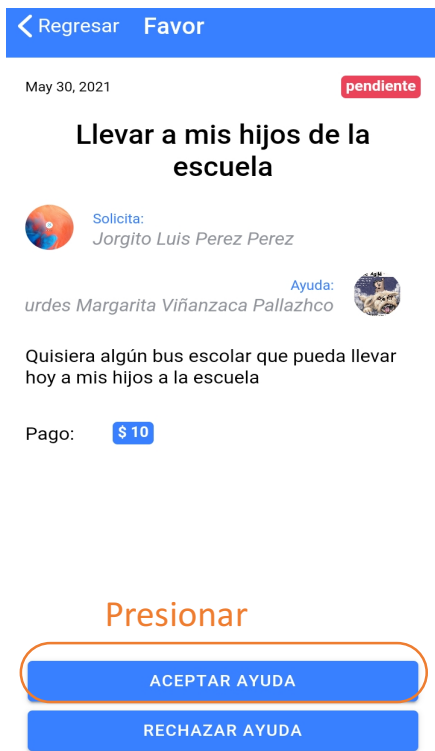 Regresar Favor
May 30, 2021 pendiente
Llevar a mis hijos de la
escuela
Solicita:
Jorgito Luis Perez Perez
Ayuda:
urdes Margarita Viñanzaca Pallazhco
Quisiera algún bus escolar que pueda llevar
hoy a mis hijos a la escuela
Pago: $ 10
Presionar
ACEPTAR AYUDA
RECHAZAR AYUDA